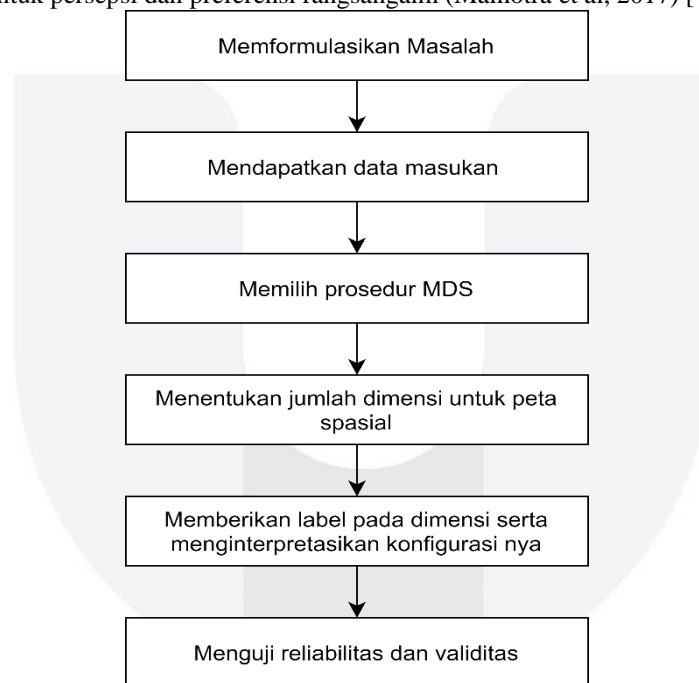 persepsi dan preferensi rangsangann (Malhotra et al, 2017) [
Memformulasikan Masalah
Mendapatkan data masukan
Memilih prosedur MDS
Menentukan jumlah dimensi untuk peta
spasial
Memberikan label pada dimensi serta
menginterpretasikan konfigurasi nya
Menguji reliabilitas dan validitas